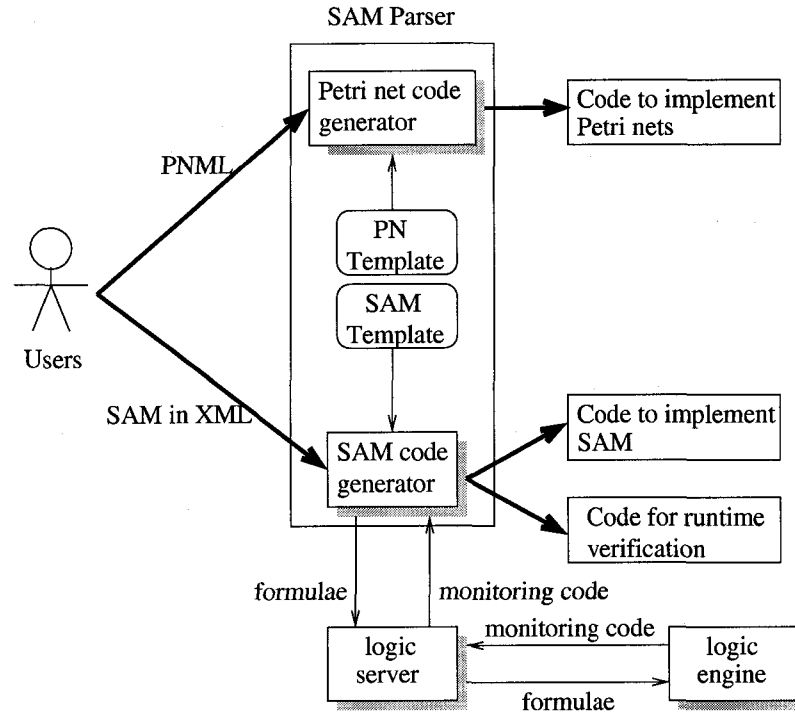 SAM Parser
Petri net code
generator
Code to implement
Petri nets
PNML
PN
Template
SAM
Template
Users
SAM in XML
SAM code
generator
Code to implement
SAM
Code for runtime
verification
formulae
monitoring code
monitoring code
logic
server
logic
engine
formulae